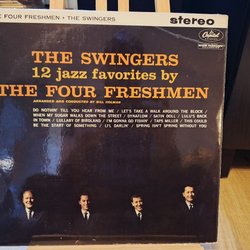 E FOUR FRESHMEN • THE SWINGERS
stereo
Capitol
THE SWINGERS
12 jazz favorites by
THE FOUR FRESHMEN
ARRANGED AND CONDUCTED BY BILL HOLMAN
DO NOTHIN' TILL YOU HEAR FROM ME / LET'S TAKE A WALK AROUND THE BLOCK /
WHEN MY SUGAR WALKS DOWN THE STREET / DYNAFLOW / SATIN DOLL / LULU'S BACK
IN TOWN / LULLABY OF BIRDLAND / I'M GONNA GO FISHIN' / TAPS MILLER / THIS COULD
BE THE START OF SOMETHING / LI'L DARLIN' / SPRING ISN'T SPRING WITHOUT YOU